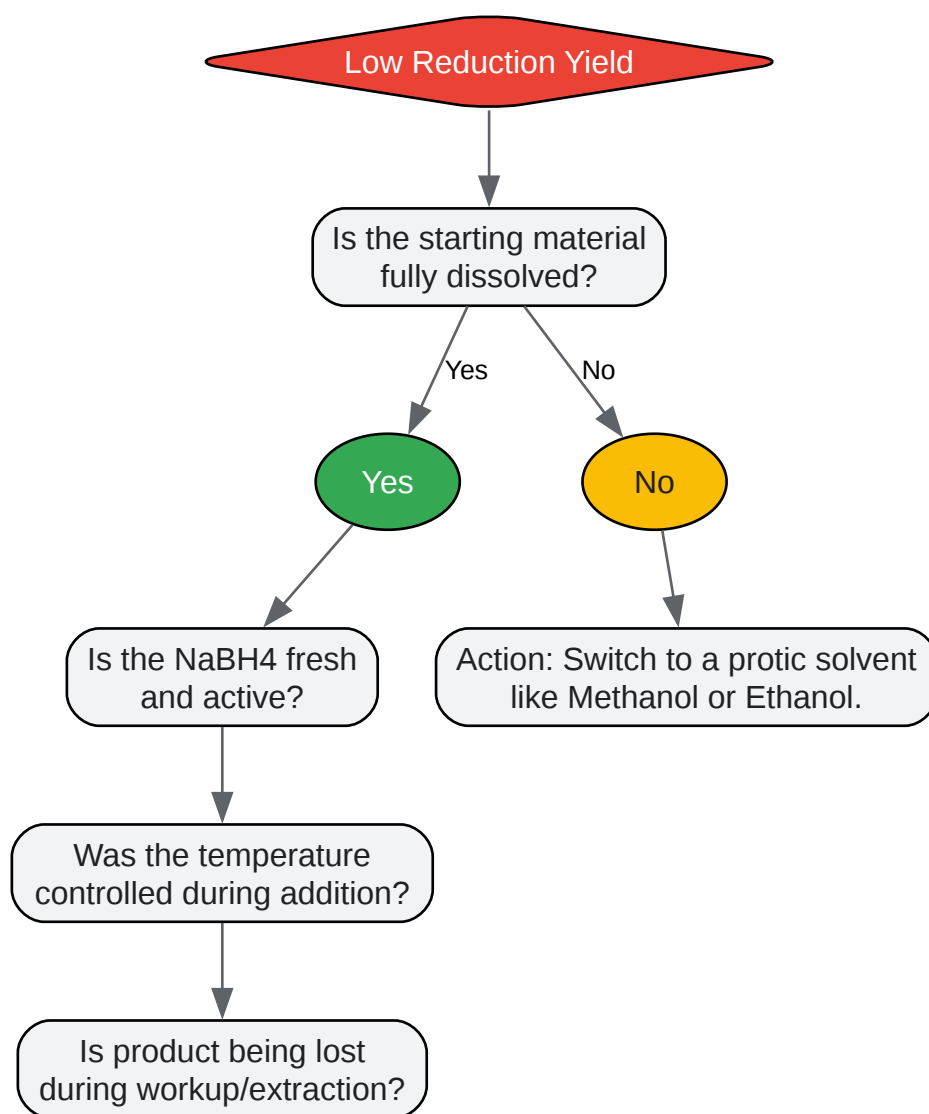 Low Reduction Yield
Is the starting material
fully dissolved?
Yes
No
Yes
No
Is the NaBH4 fresh
and active?
Action: Switch to a protic solvent
like Methanol or Ethanol.
Was the temperature
controlled during addition?
Is product being lost
during workup/extraction?